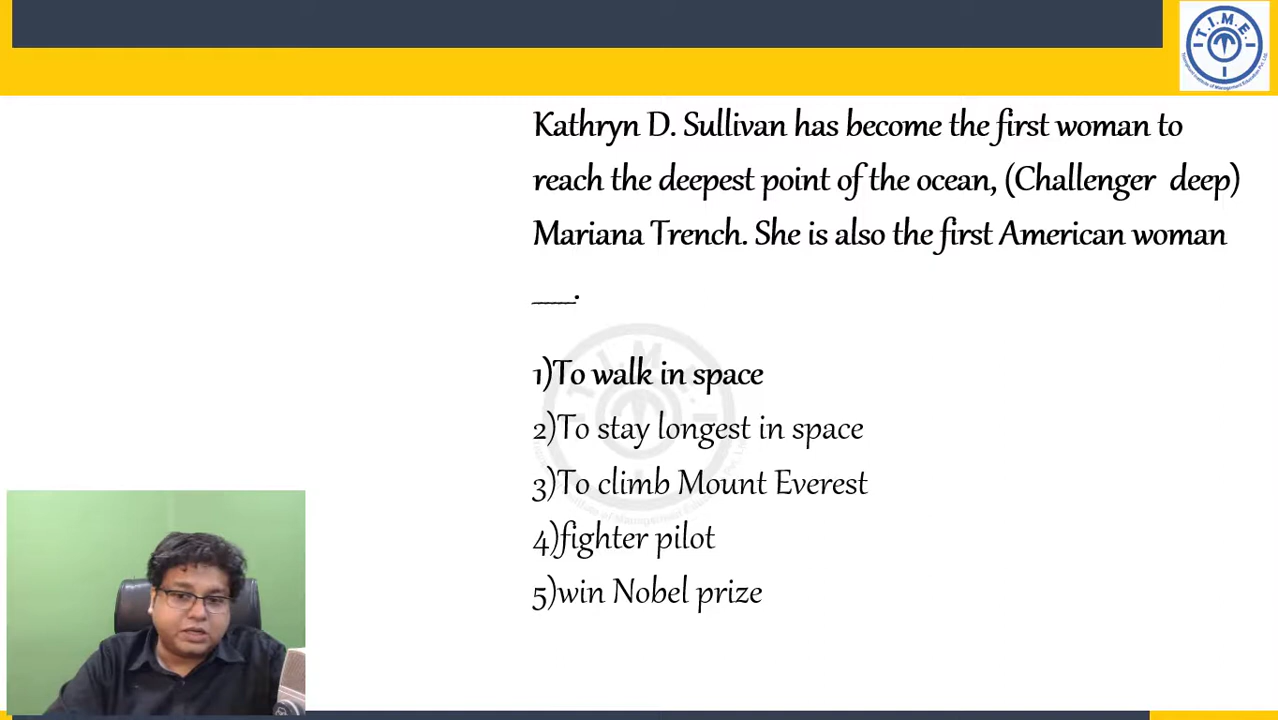 T.I.M.E.
Kathryn D. Sullivan has become the first woman to
reach the deepest point of the ocean, (Challenger deep)
Mariana Trench. She is also the first American woman
____.
1)To walk in space
2)To stay longest in space
3)To climb Mount Everest
4)fighter pilot
5)win Nobel prize